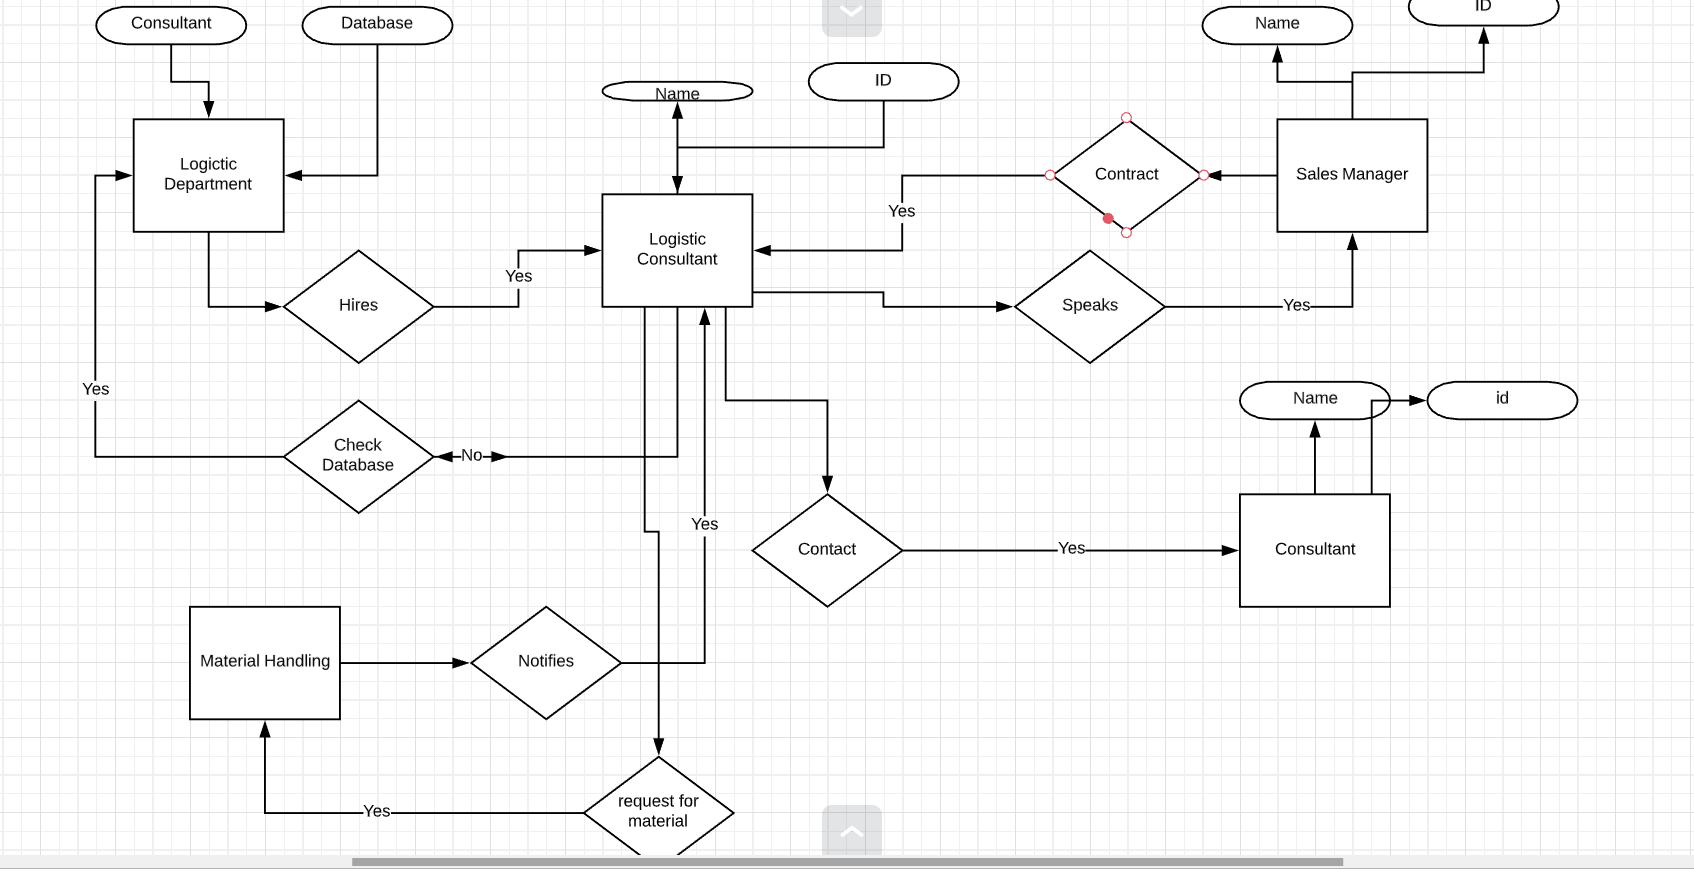 Consultant
Database
Name
ID
Name
ID
Logictic
Department
Contract
Sales Manager
Yes
Logistic
Consultant
Yes
Hires
Speaks
Yes
Yes
Name
id
Check
Database
No
Yes
Contact
Yes
Consultant
Material Handling
Notifies
request for
material
Yes